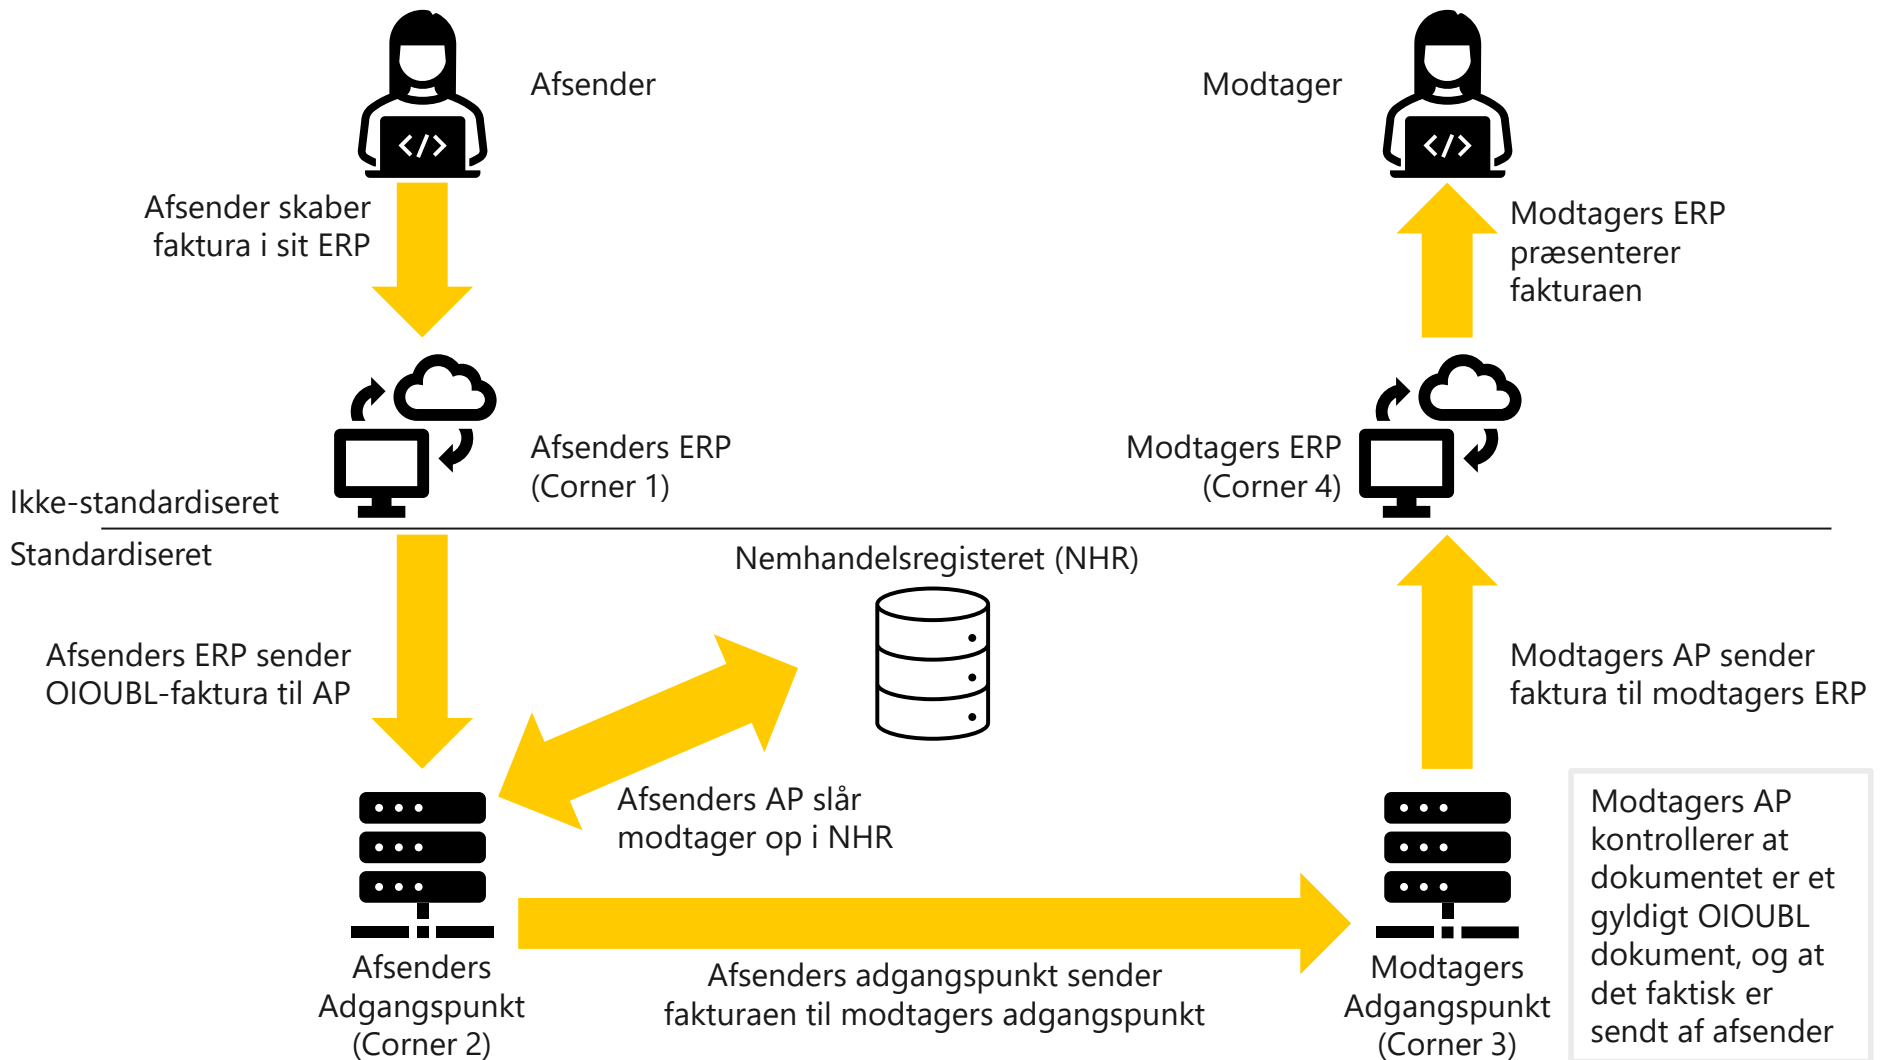 Afsender
Modtager
</>
</>
Afsender skaber
faktura i sit ERP
Modtagers ERP
præsenterer
fakturaen
Afsenders ERP
(Corner 1)
Modtagers ERP
(Corner 4)
Ikke-standardiseret
Standardiseret
Nemhandelsregisteret (NHR)
Afsenders ERP sender
OIOUBL-faktura til AP
Modtagers AP sender
faktura til modtagers ERP
Afsenders AP slår
modtager op i NHR
Modtagers AP
kontrollerer at
dokumentet er et
gyldigt OIOUBL
dokument, og at
det faktisk er
sendt af afsender
Afsenders
Adgangspunkt
(Corner 2)
Afsenders adgangspunkt sender
fakturaen til modtagers adgangspunkt
Modtagers
Adgangspunkt
(Corner 3)